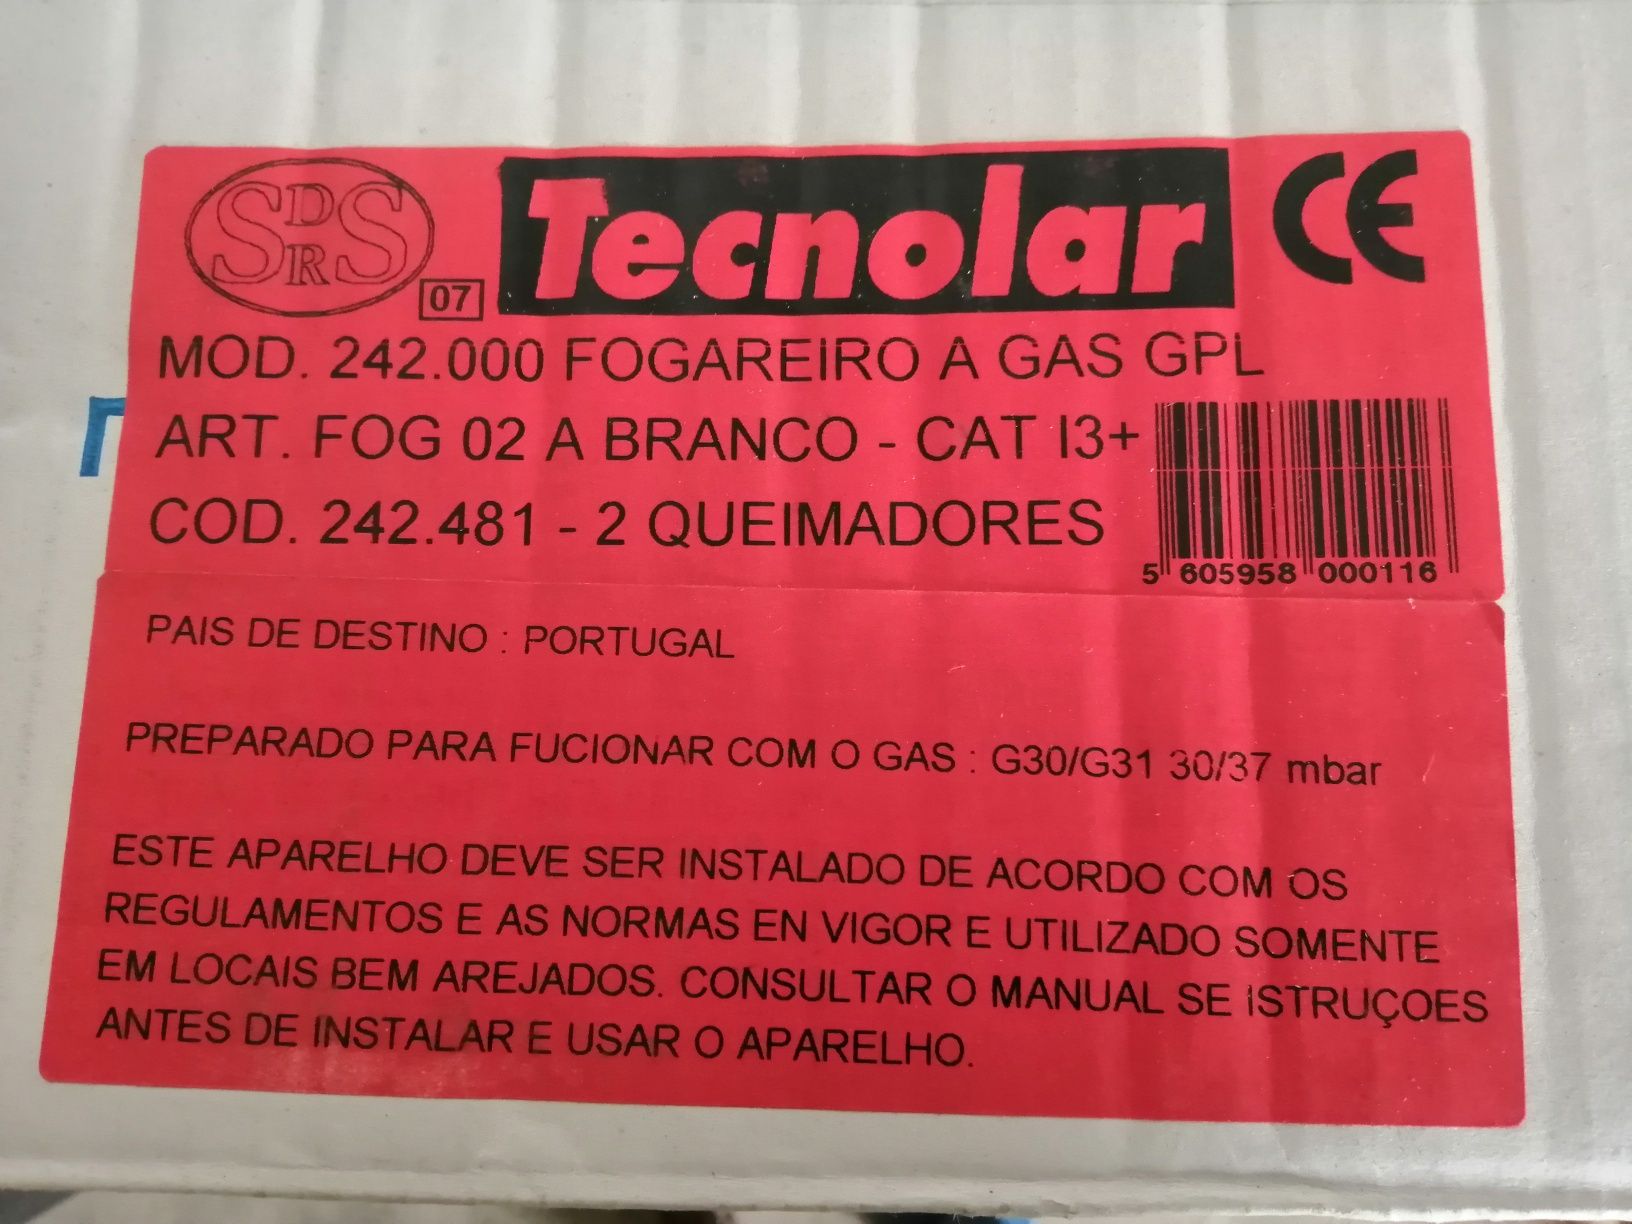 SDRS
07
Tecnolar
CE
MOD. 242.000 FOGAREIRO A GAS GPL
ART. FOG 02 A BRANCO - CAT I3+
COD. 242.481 - 2 QUEIMADORES
5 605958 000116
PAIS DE DESTINO : PORTUGAL
PREPARADO PARA FUCIONAR COM O GAS : G30/G31 30/37 mbar
ESTE APARELHO DEVE SER INSTALADO DE ACORDO COM OS
REGULAMENTOS E AS NORMAS EN VIGOR E UTILIZADO SOMENTE
EM LOCAIS BEM AREJADOS. CONSULTAR O MANUAL SE ISTRUÇOES
ANTES DE INSTALAR E USAR O APARELHO.